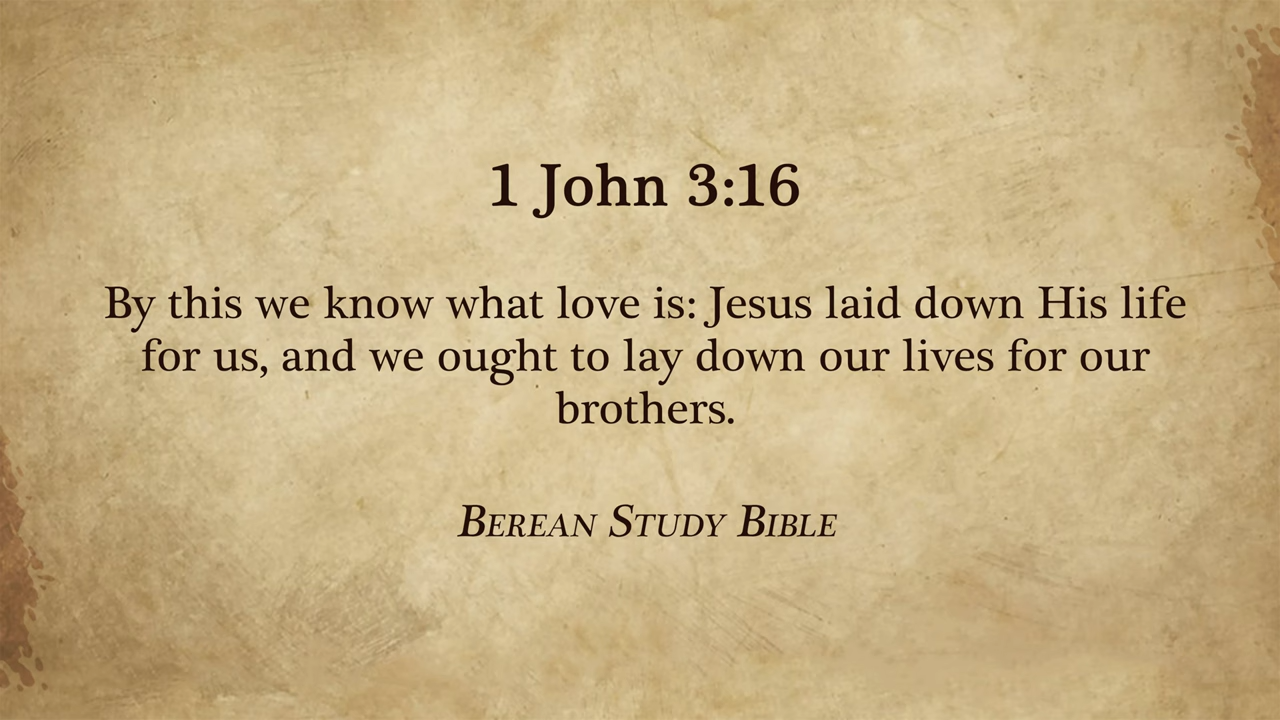 1 John 3:16
By this we know what love is: Jesus laid down His life
for us, and we ought to lay down our lives for our
brothers.
Berean Study Bible